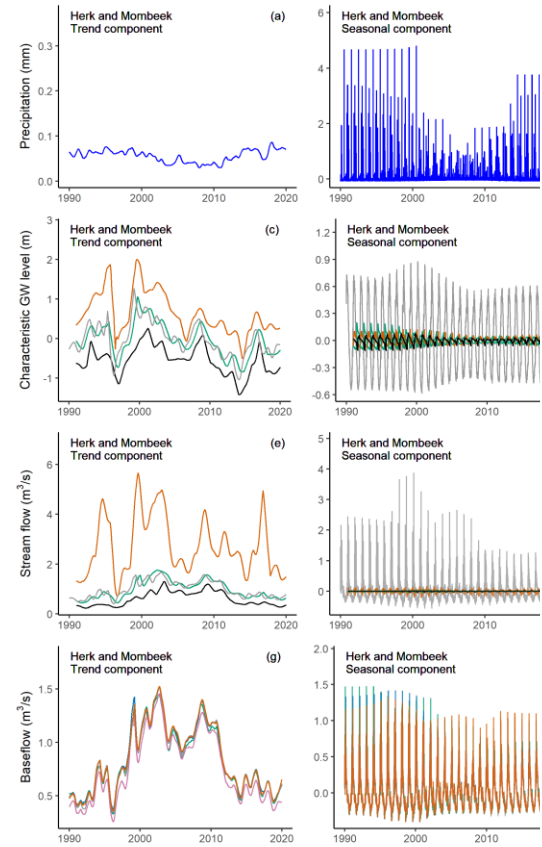 Herk and Mombeek
Trend component
(a)
Precipitation (mm)
0.3
0.2
0.1
0.0
1990
2000
2010
2020
Herk and Mombeek
Seasonal component
6
4
2
0
1990
2000
2010
Herk and Mombeek
Trend component
(c)
Characteristic GW level (m)
3
2
1
0
-1
1990
2000
2010
2020
Herk and Mombeek
Seasonal component
1.2
0.9
0.6
0.3
0.0
-0.3
-0.6
1990
2000
2010
Herk and Mombeek
Trend component
(e)
Stream flow (m³/s)
6
4
2
0
1990
2000
2010
2020
Herk and Mombeek
Seasonal component
5
4
3
2
1
0
1990
2000
2010
Herk and Mombeek
Trend component
(g)
Baseflow (m³/s)
1.5
1.0
0.5
1990
2000
2010
2020
Herk and Mombeek
Seasonal component
2.0
1.5
1.0
0.5
0.0
1990
2000
2010